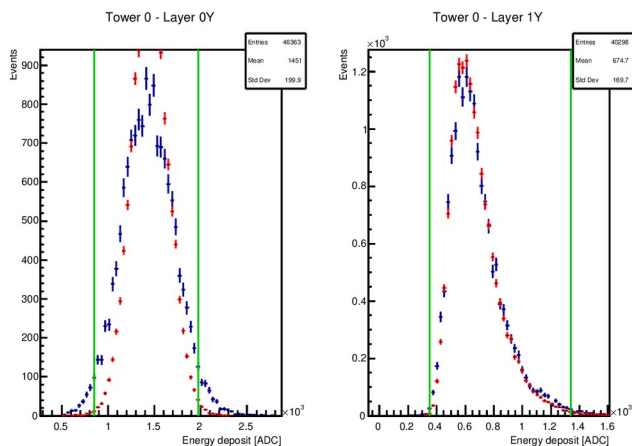 Tower 0 - Layer 0Y
Entries 46363
Mean 1451
Std Dev 199.9
Events
900
800
700
600
500
400
300
200
100
0
0.5 1 1.5 2 2.5 ×10³
Energy deposit [ADC]
Tower 0 - Layer 1Y
×10³
Entries 40298
Mean 674.7
Std Dev 169.7
Events
1.2
1
0.8
0.6
0.4
0.2
0
0 0.2 0.4 0.6 0.8 1 1.2 1.4 1.6 ×10³
Energy deposit [ADC]